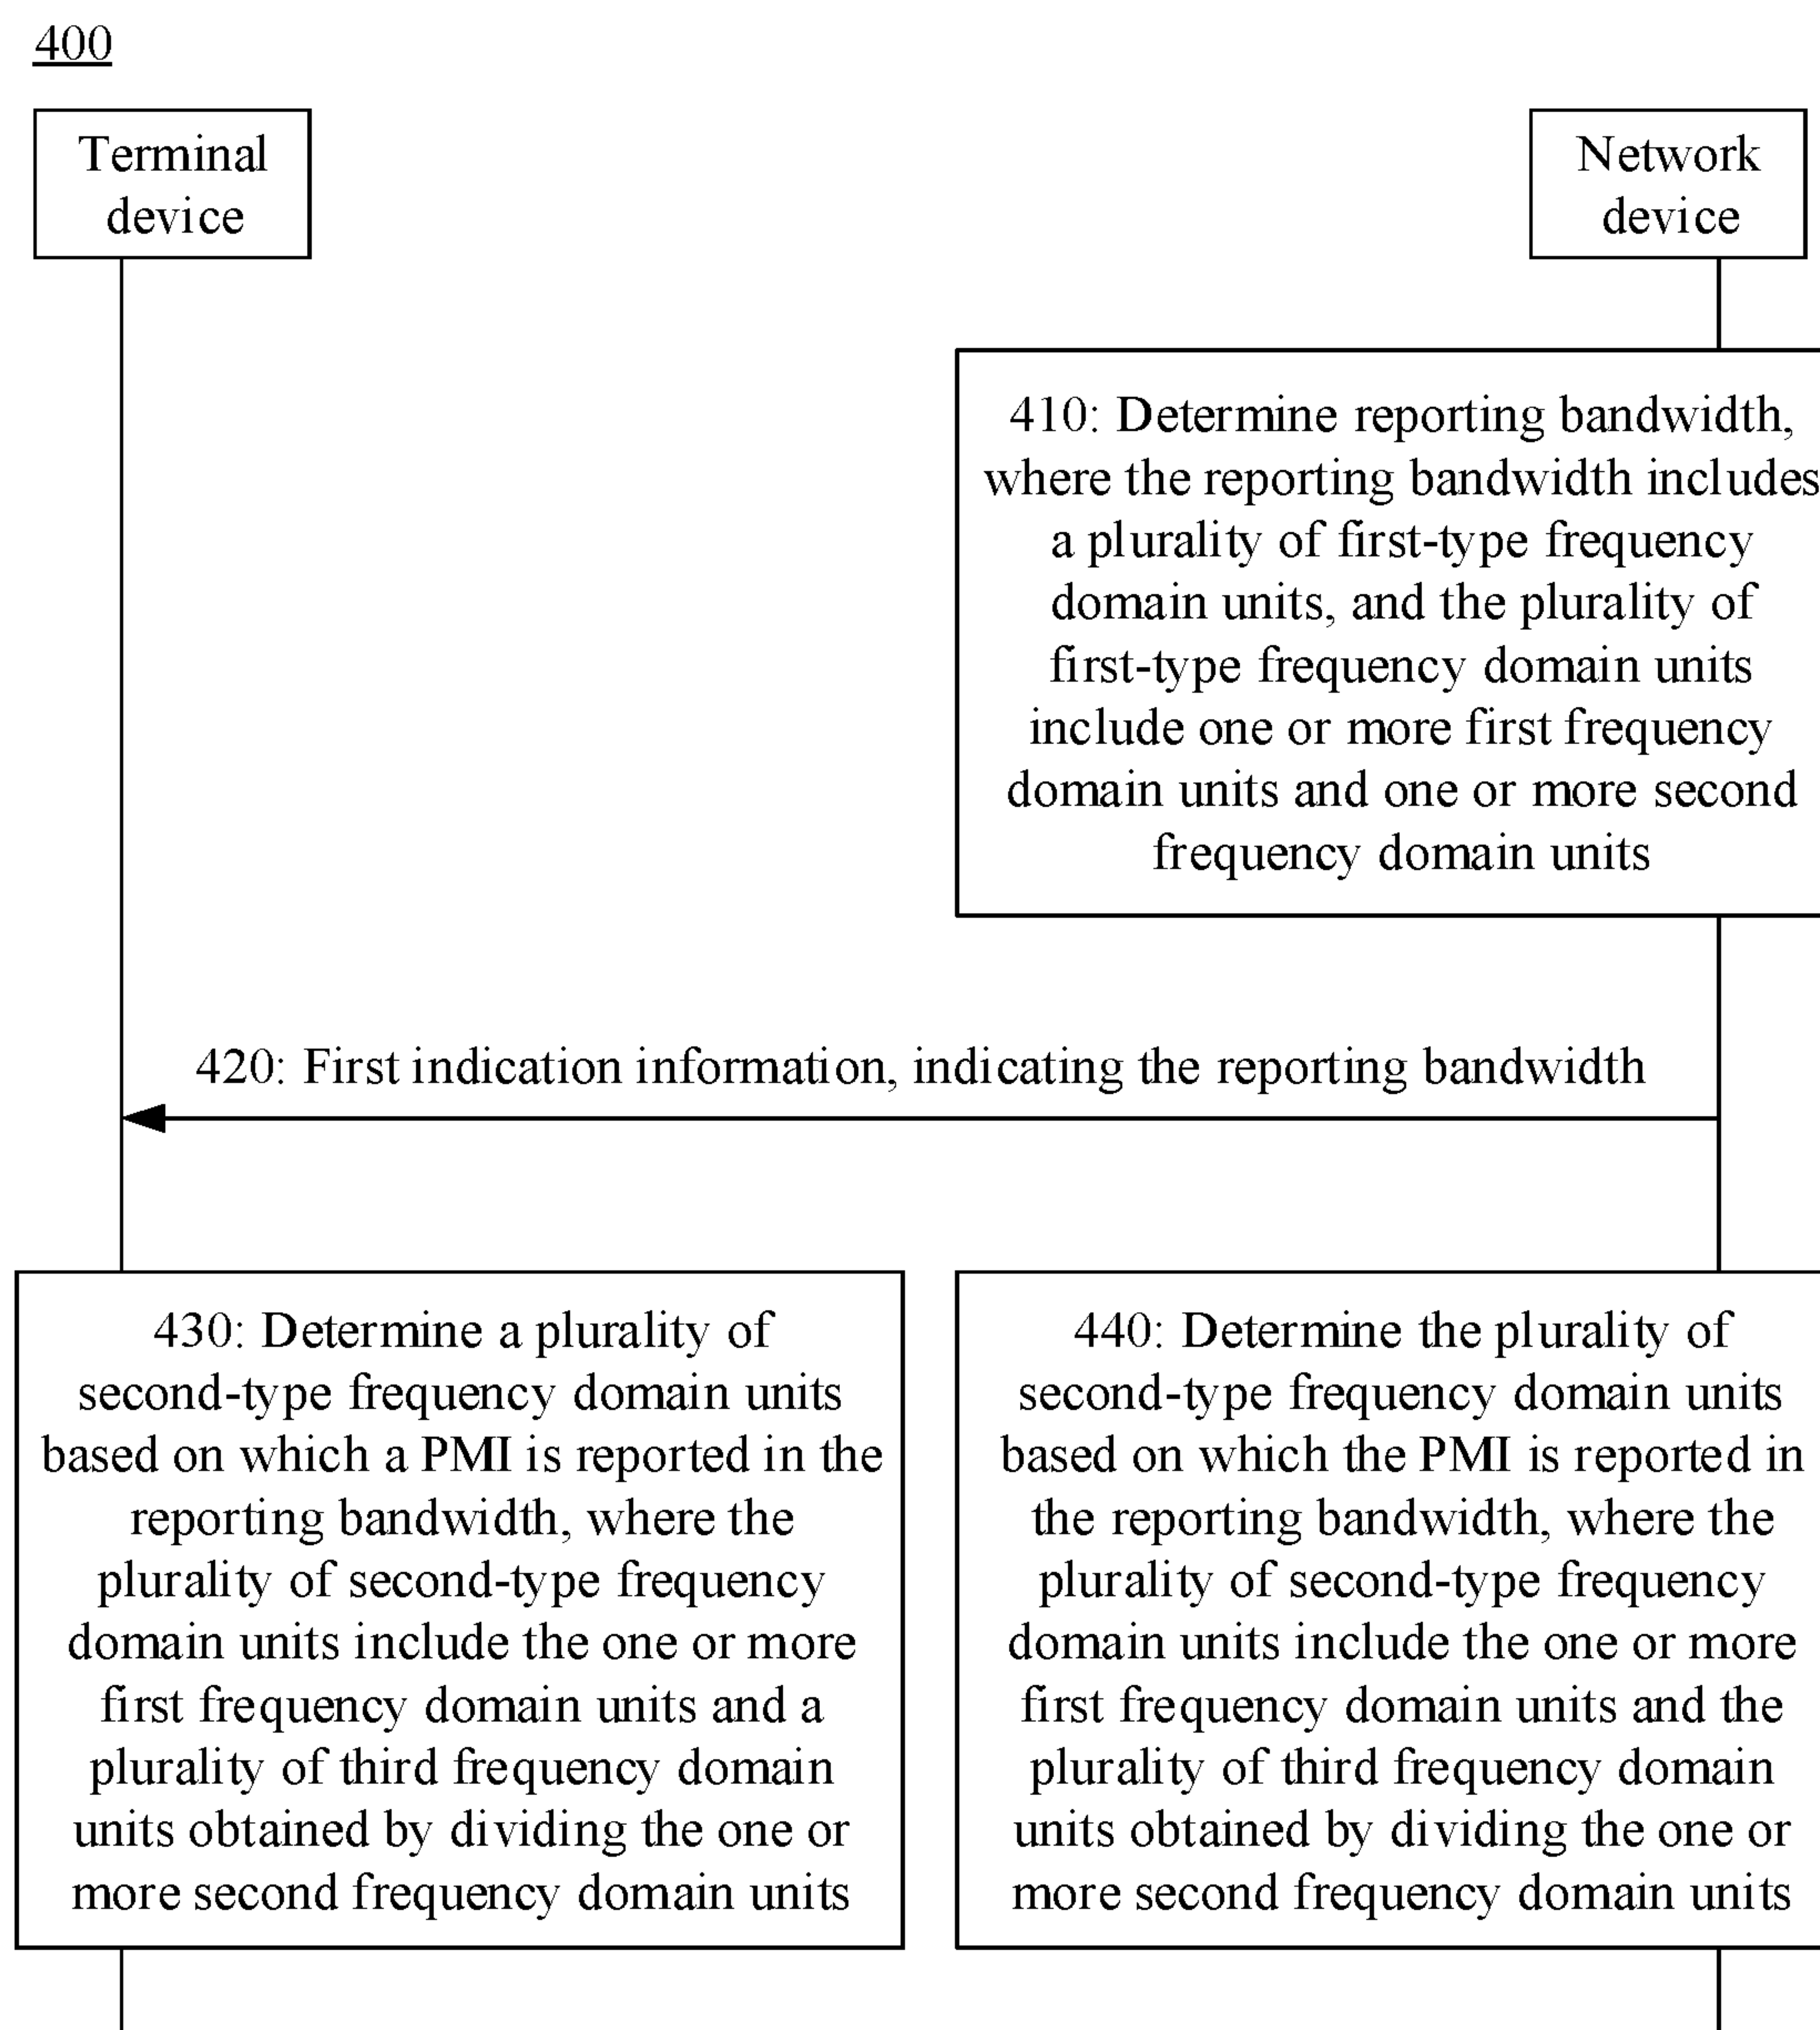 400
Terminal
device
Network
device
410: Determine reporting bandwidth,
where the reporting bandwidth includes
a plurality of first-type frequency
domain units, and the plurality of
first-type frequency domain units
include one or more first frequency
domain units and one or more second
frequency domain units
420: First indication information, indicating the reporting bandwidth
430: Determine a plurality of
second-type frequency domain units
based on which a PMI is reported in the
reporting bandwidth, where the
plurality of second-type frequency
domain units include the one or more
first frequency domain units and a
plurality of third frequency domain
units obtained by dividing the one or
more second frequency domain units
440: Determine the plurality of
second-type frequency domain units
based on which the PMI is reported in
the reporting bandwidth, where the
plurality of second-type frequency
domain units include the one or more
first frequency domain units and the
plurality of third frequency domain
units obtained by dividing the one or
more second frequency domain units